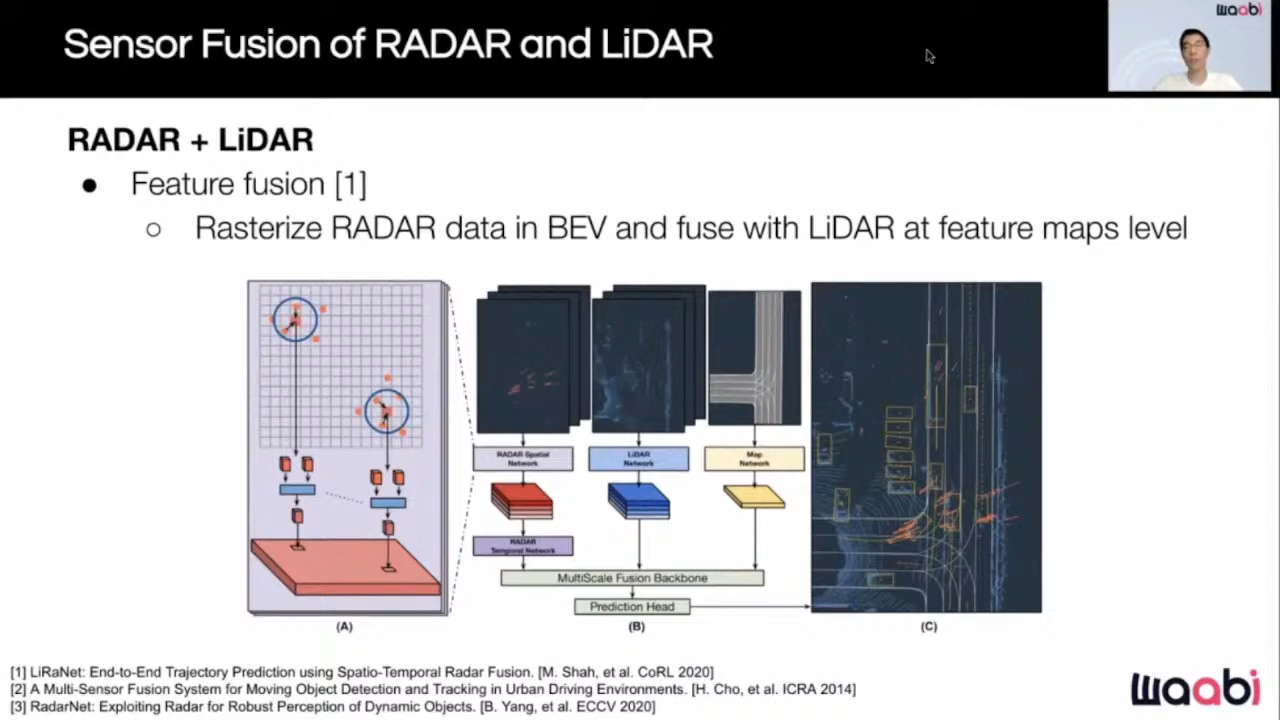 Sensor Fusion of RADAR and LiDAR
waabi
RADAR + LiDAR
● Feature fusion [1]
○ Rasterize RADAR data in BEV and fuse with LiDAR at feature maps level
RADAR Spatial
Network
LiDAR
Network
Map
Network
RADAR
Temporal Network
MultiScale Fusion Backbone
Prediction Head
(A)
(B)
(C)
[1] LiRaNet: End-to-End Trajectory Prediction using Spatio-Temporal Radar Fusion. [M. Shah, et al. CoRL 2020]
[2] A Multi-Sensor Fusion System for Moving Object Detection and Tracking in Urban Driving Environments. [H. Cho, et al. ICRA 2014]
[3] RadarNet: Exploiting Radar for Robust Perception of Dynamic Objects. [B. Yang, et al. ECCV 2020]
waabi